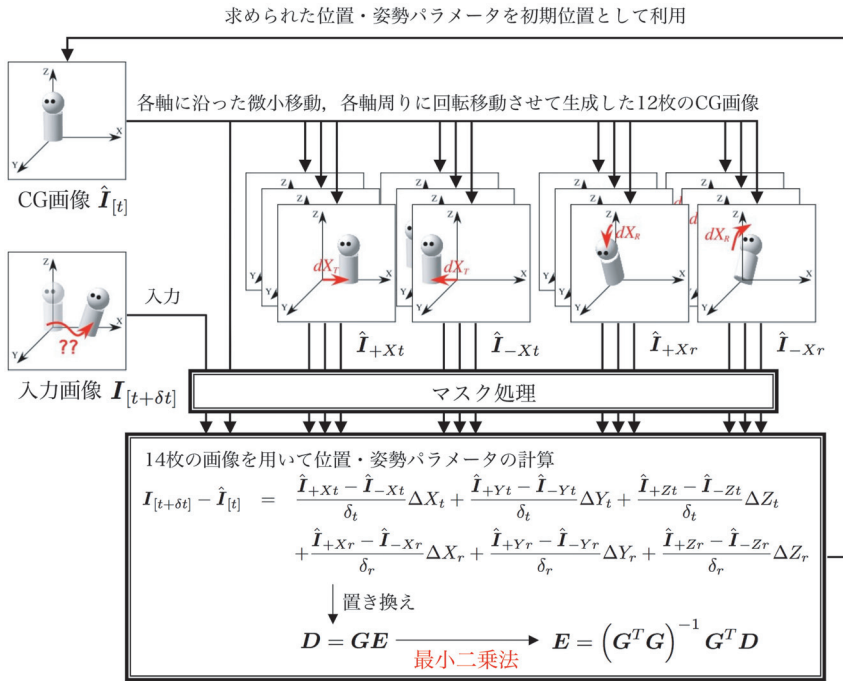 求められた位置・姿勢パラメータを初期位置として利用
各軸に沿った微小移動，各軸周りに回転移動させて生成した12枚のCG画像
Z
X
Y
CG画像 Î[t]
Z
X
Y
??
入力
入力画像 I[t+δt]
Z
X
Y
dX_T
Î+Xt
Z
X
Y
dX_T
Î−Xt
Z
X
Y
dX_R
Î+Xr
Z
X
Y
dX_R
Î−Xr
マスク処理
14枚の画像を用いて位置・姿勢パラメータの計算
I[t+δt] − Î[t] = (Î+Xt − Î−Xt)/δt ΔXt + (Î+Yt − Î−Yt)/δt ΔYt + (Î+Zt − Î−Zt)/δt ΔZt
+ (Î+Xr − Î−Xr)/δr ΔXr + (Î+Yr − Î−Yr)/δr ΔYr + (Î+Zr − Î−Zr)/δr ΔZr
置き換え
D = GE
最小二乗法
E = (G^T G)^−1 G^T D